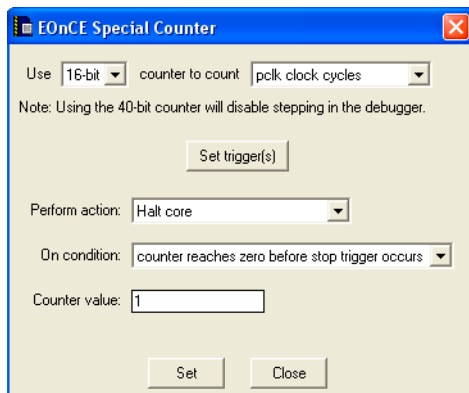 EOnCE Special Counter
Use 16-bit counter to count pclk clock cycles
Note: Using the 40-bit counter will disable stepping in the debugger.
Set trigger(s)
Perform action: Halt core
On condition: counter reaches zero before stop trigger occurs
Counter value: 1
Set Close